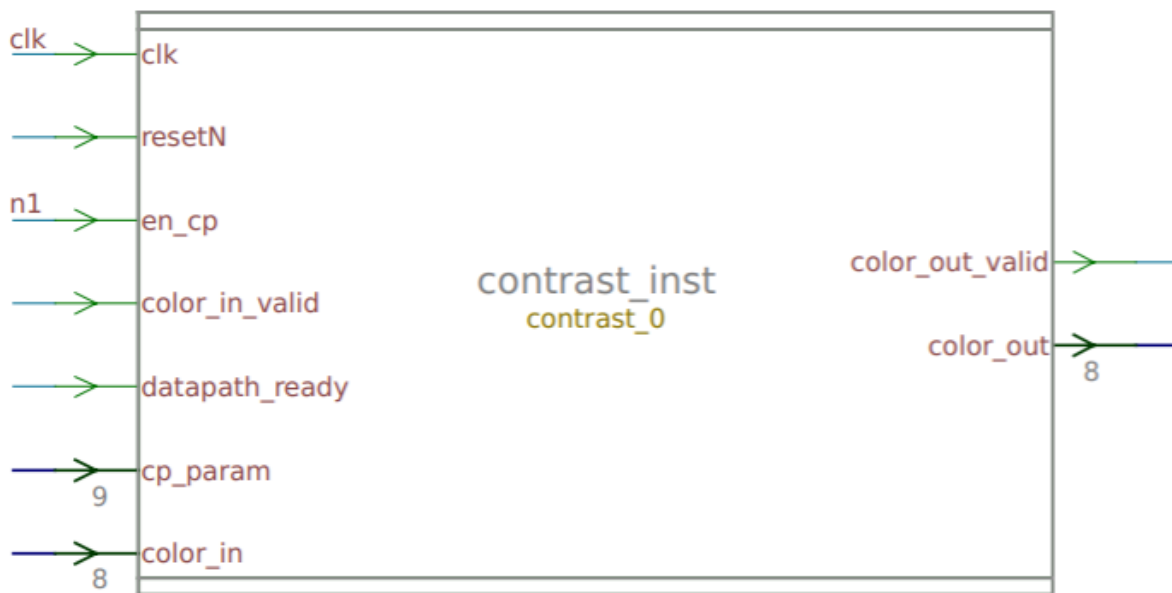 clk
clk
resetN
n1
en_cp
color_in_valid
datapath_ready
cp_param
9
color_in
8
contrast_inst
contrast_0
color_out_valid
color_out
8